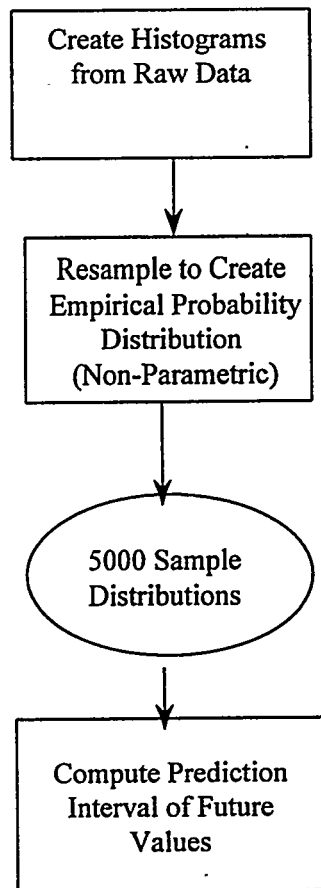 Create Histograms
from Raw Data
Resample to Create
Empirical Probability
Distribution
(Non-Parametric)
5000 Sample
Distributions
Compute Prediction
Interval of Future
Values